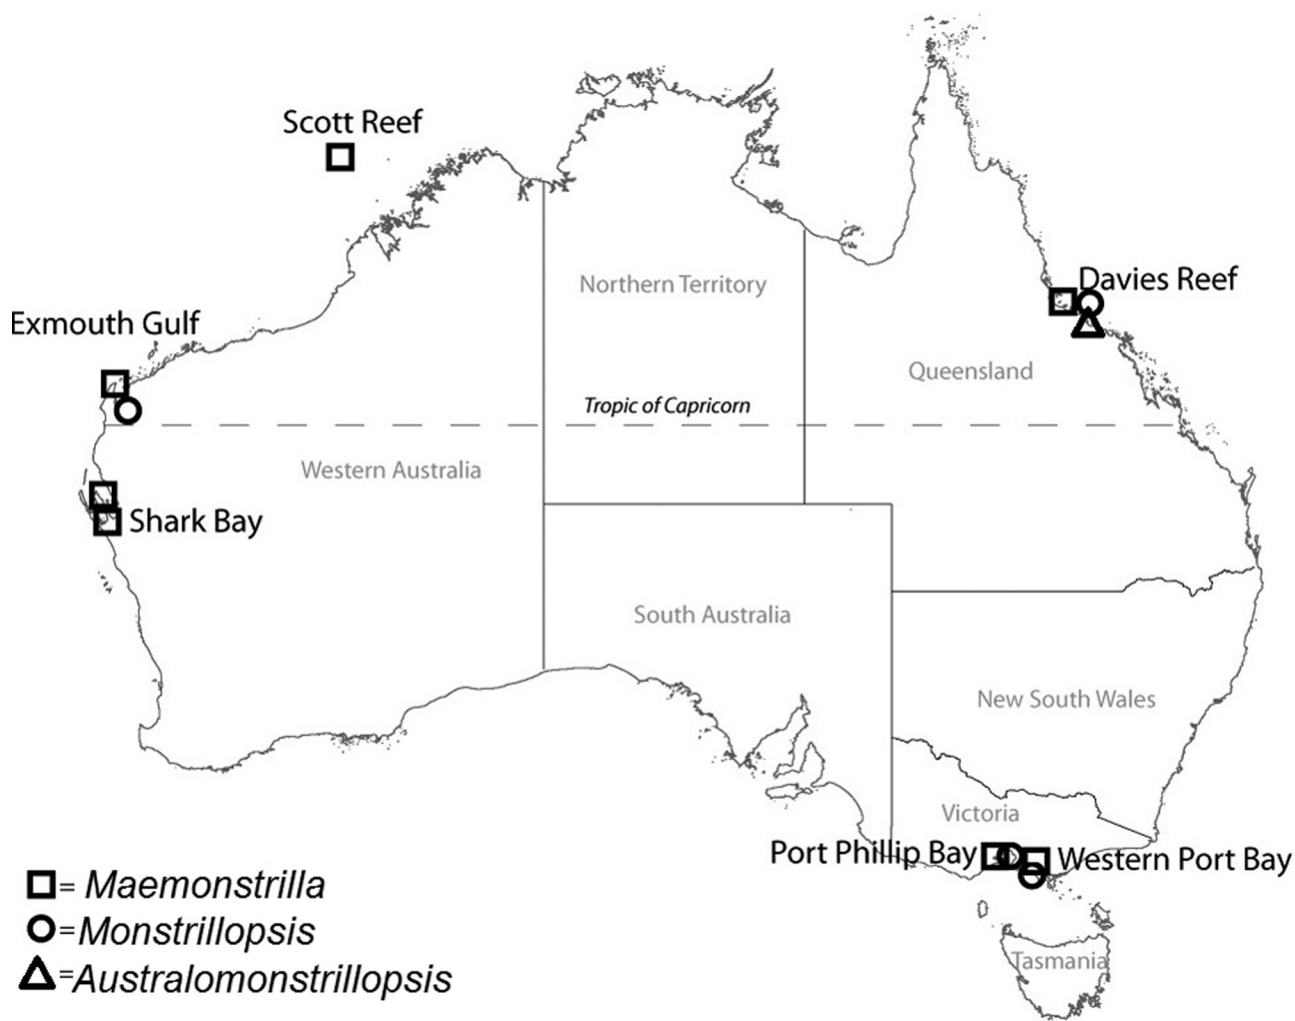 Scott Reef
Davies Reef
Northern Territory
Exmouth Gulf
Queensland
Tropic of Capricorn
Western Australia
Shark Bay
South Australia
New South Wales
Victoria
Port Phillip Bay
Western Port Bay
= Maemonstrilla
=Monstrillopsis
Tasmania
=Australomonstrillopsis